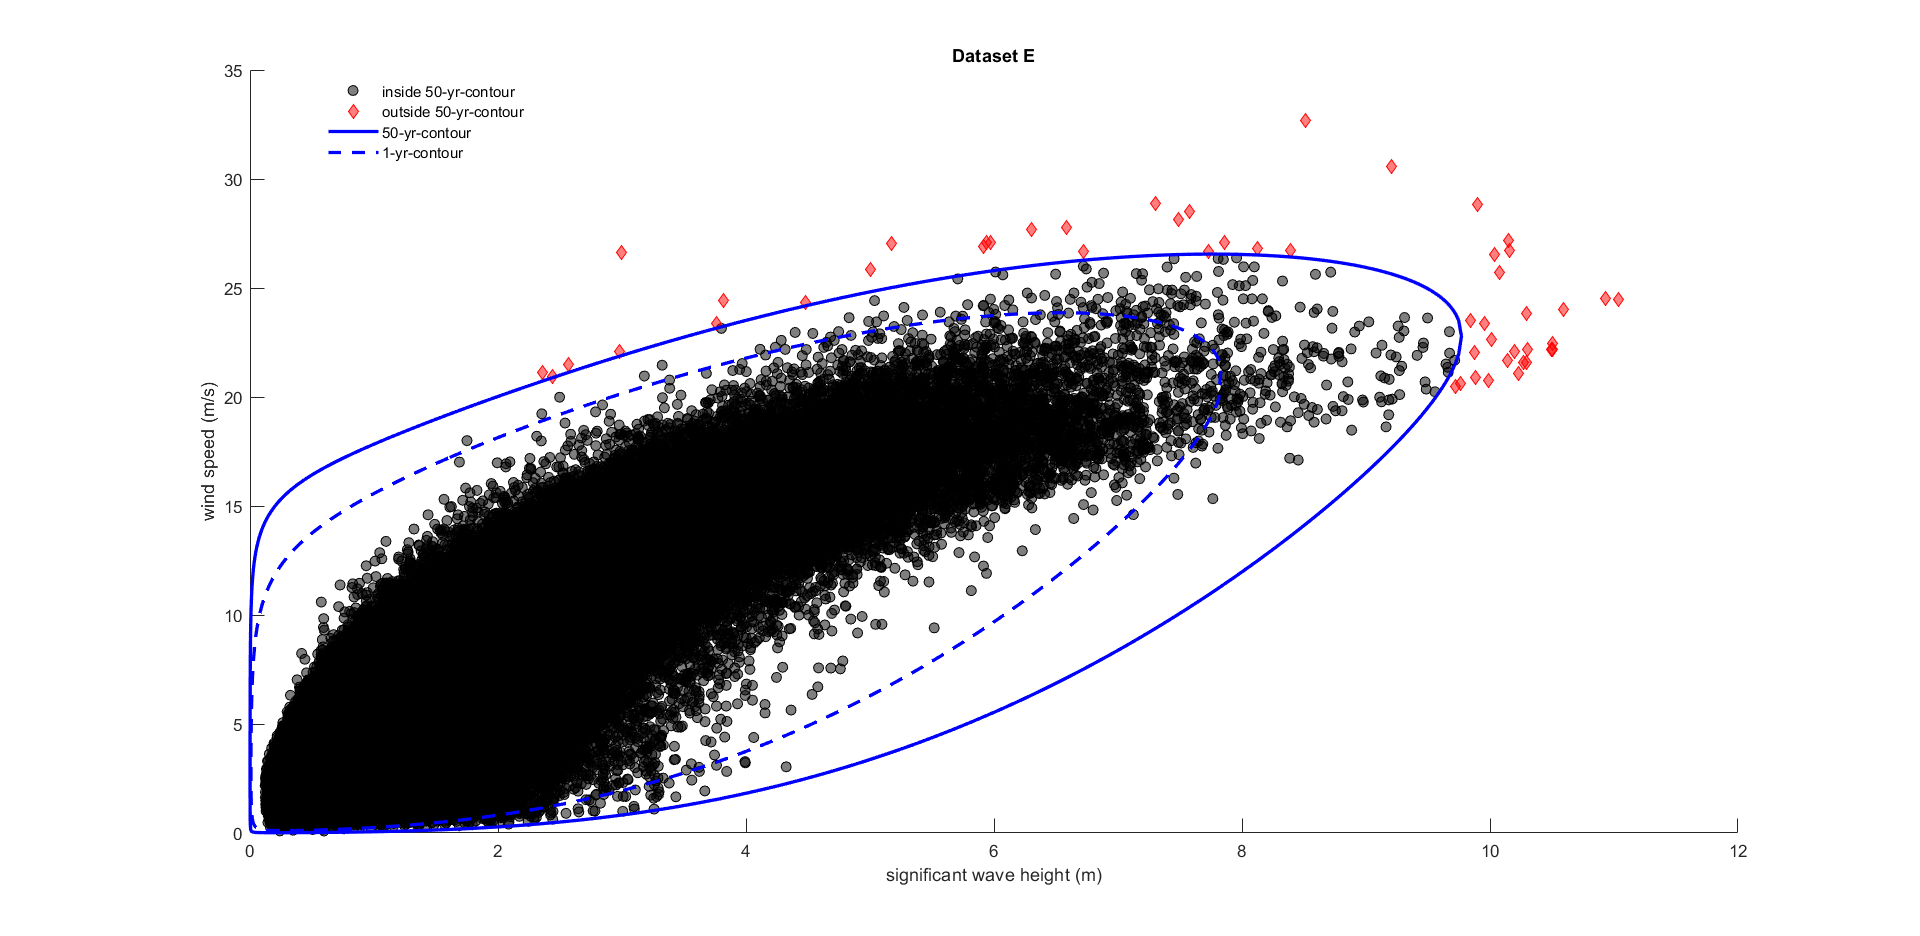 Dataset E
inside 50-yr-contour
outside 50-yr-contour
50-yr-contour
1-yr-contour
35
30
25
20
15
10
5
0
wind speed (m/s)
0 2 4 6 8 10 12
significant wave height (m)